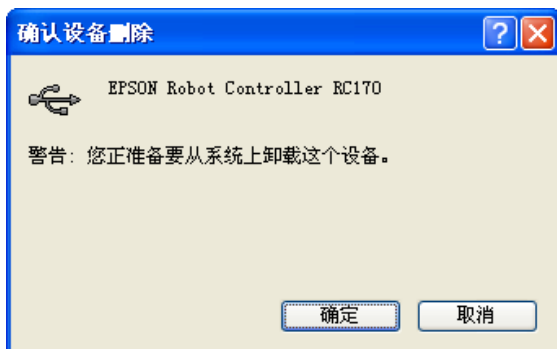 确认设备删除
EPSON Robot Controller RC170
警告: 您正准备要从系统上卸载这个设备。
确定
取消